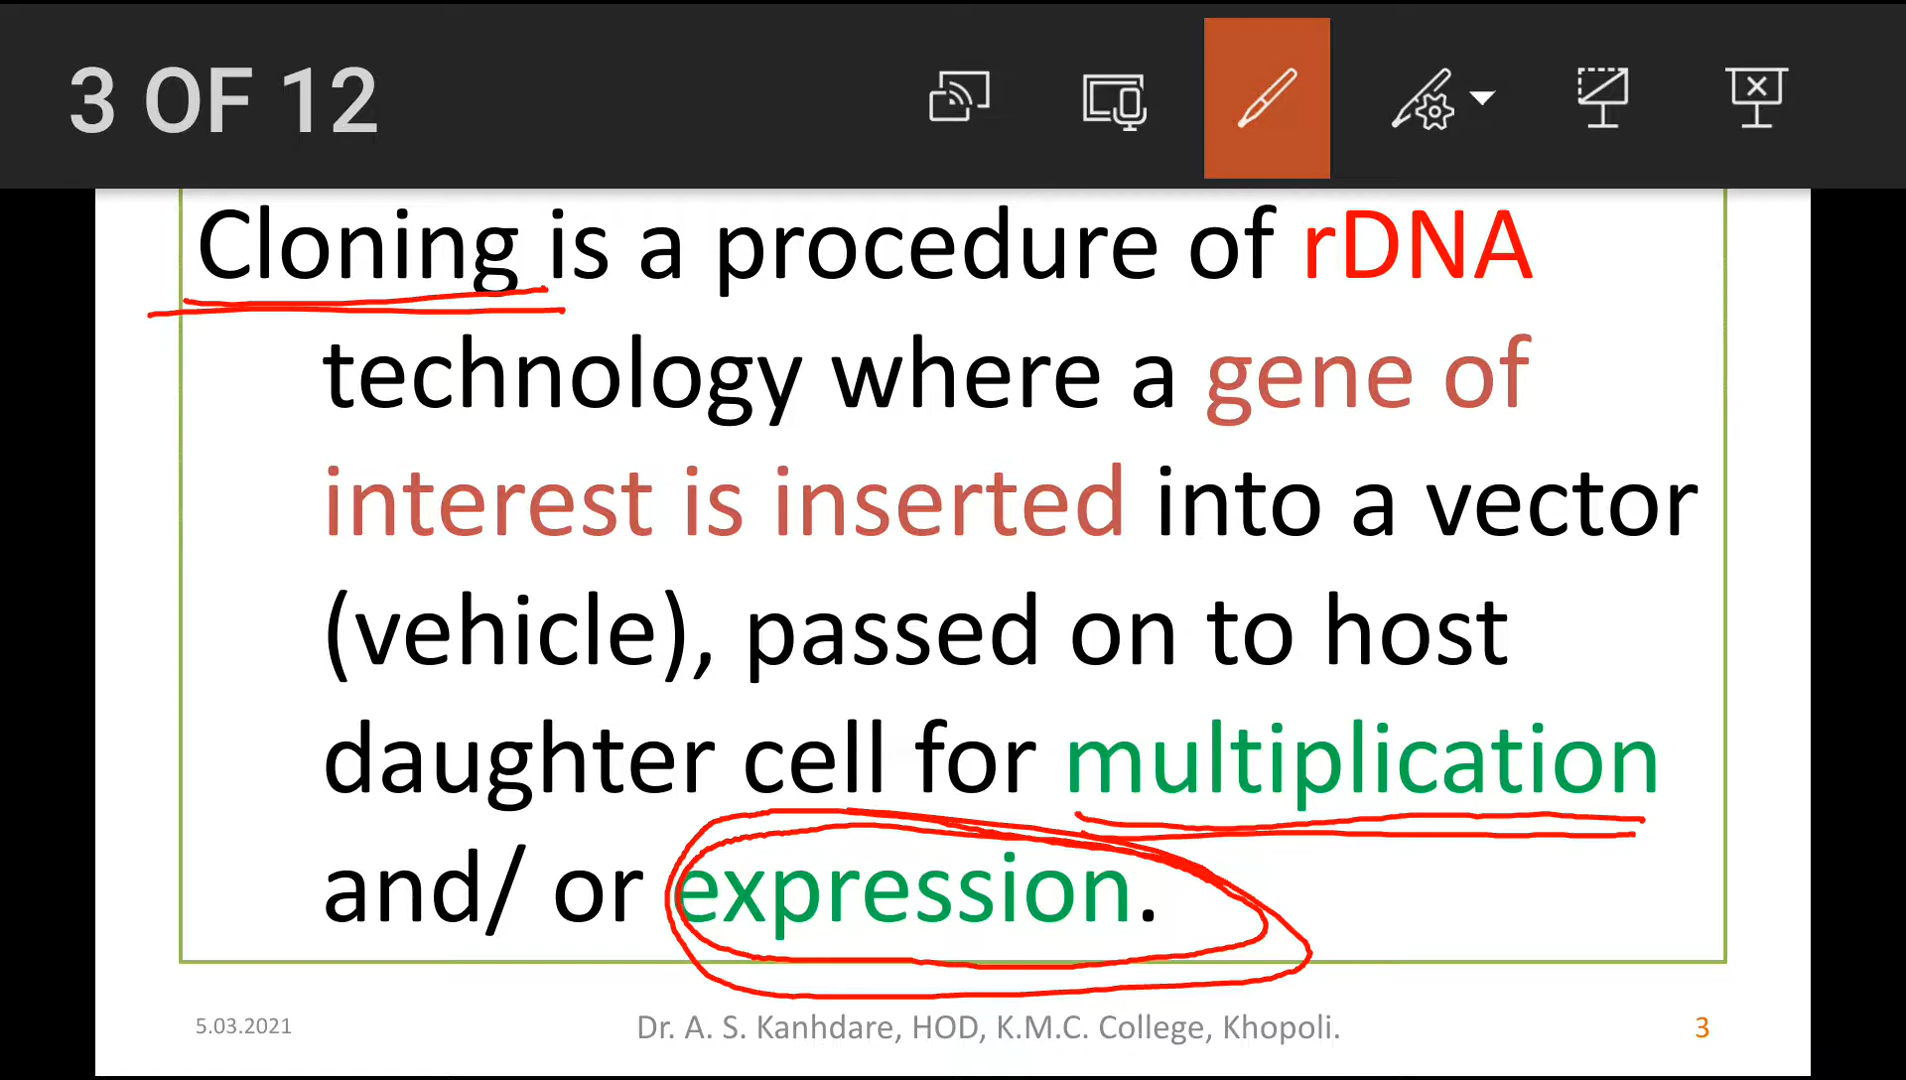 3 OF 12
Cloning is a procedure of rDNA
technology where a gene of
interest is inserted into a vector
(vehicle), passed on to host
daughter cell for multiplication
and/ or expression.
5.03.2021
Dr. A. S. Kanhdare, HOD, K.M.C. College, Khopoli.
3